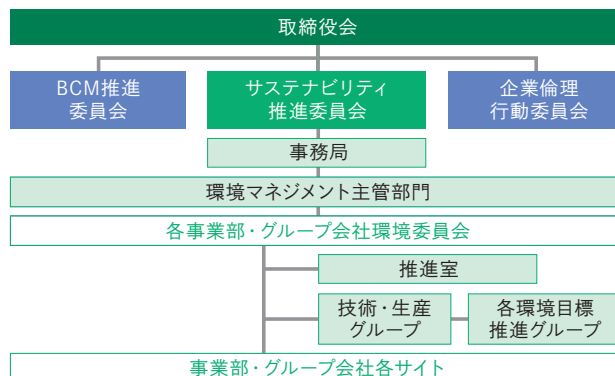 取締役会
BCM推進
委員会
サステナビリティ
推進委員会
企業倫理
行動委員会
事務局
環境マネジメント主管部門
各事業部・グループ会社環境委員会
推進室
技術・生産
グループ
各環境目標
推進グループ
事業部・グループ会社各サイト